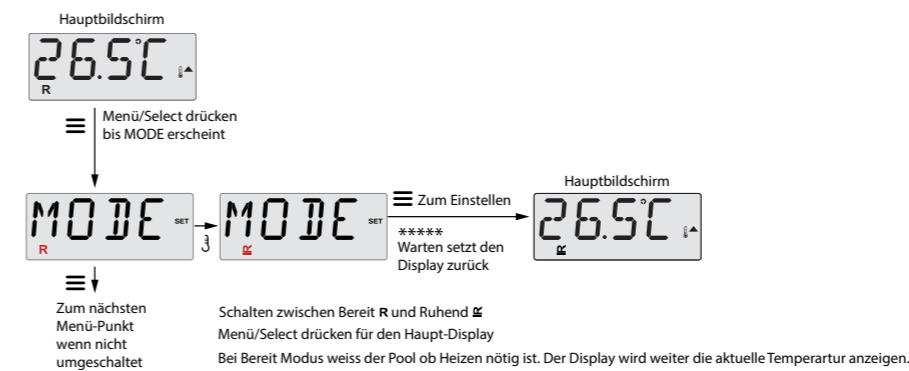 Hauptbildschirm
26.5°C
R
Menü/Select drücken
bis MODE erscheint
MODE SET
R
MODE SET
R
Zum Einstellen
*****
Warten setzt den
Display zurück
Hauptbildschirm
26.5°C
R
Zum nächsten
Menü-Punkt
wenn nicht
umgeschaltet
Schalten zwischen Bereit R und Ruhend R
Menü/Select drücken für den Haupt-Display
Bei Bereit Modus weiss der Pool ob Heizen nötig ist. Der Display wird weiter die aktuelle Temperartur anzeigen.